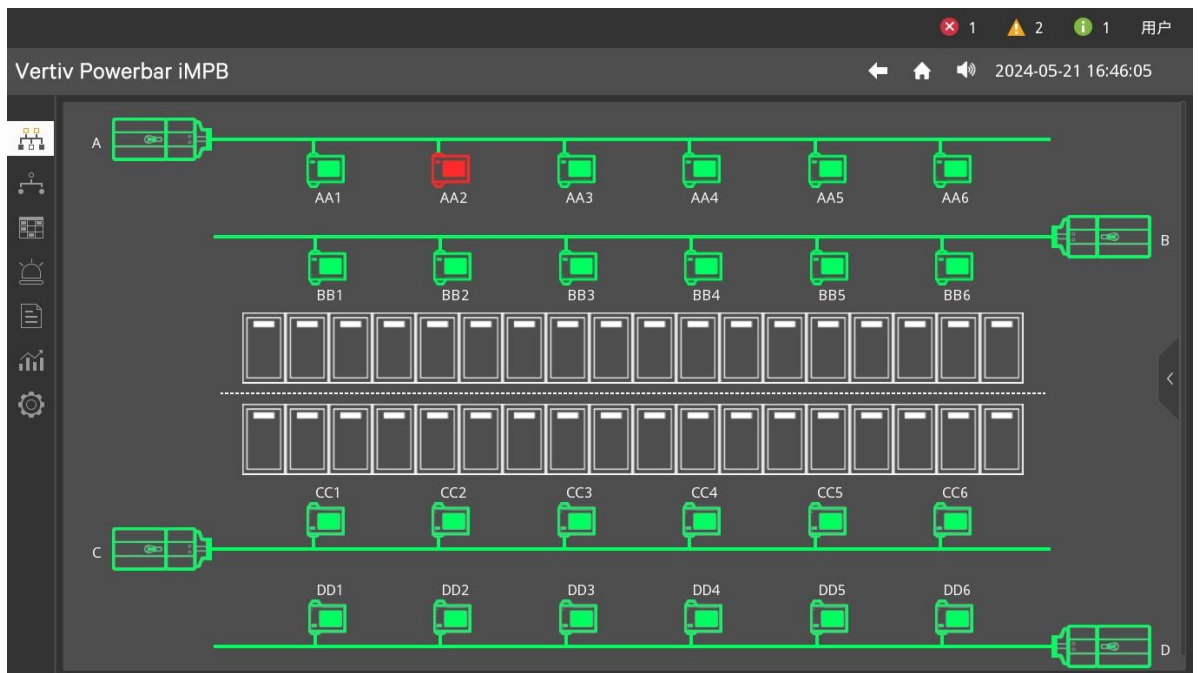 1 2 1 用户
Vertiv Powerbar iMPB 2024-05-21 16:46:05
A
AA1 AA2 AA3 AA4 AA5 AA6
B
BB1 BB2 BB3 BB4 BB5 BB6
CC1 CC2 CC3 CC4 CC5 CC6
C
DD1 DD2 DD3 DD4 DD5 DD6
D